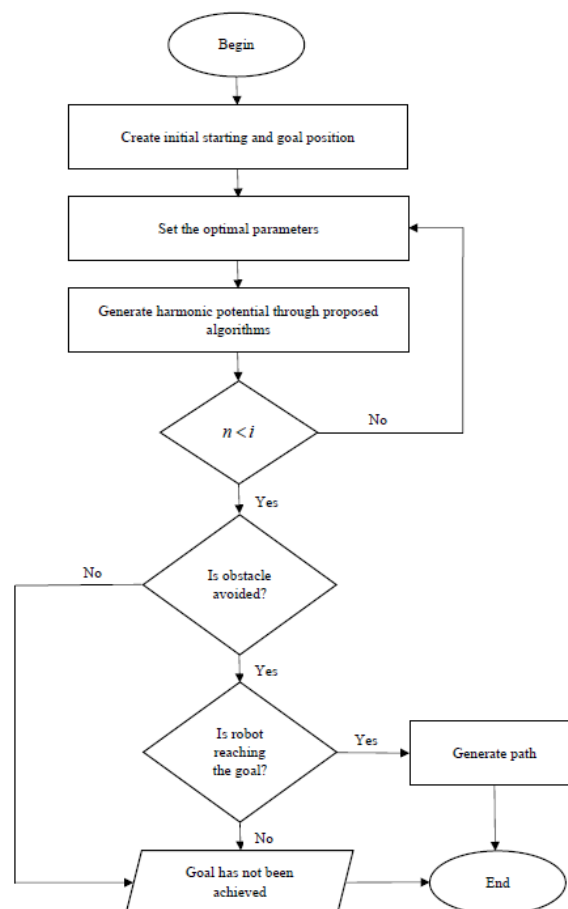 Begin
Create initial starting and goal position
Set the optimal parameters
Generate harmonic potential through proposed
algorithms
n < i
No
Yes
Is obstacle
avoided?
No
Yes
Is robot
reaching
the goal?
Yes
Generate path
No
Goal has not been
achieved
End